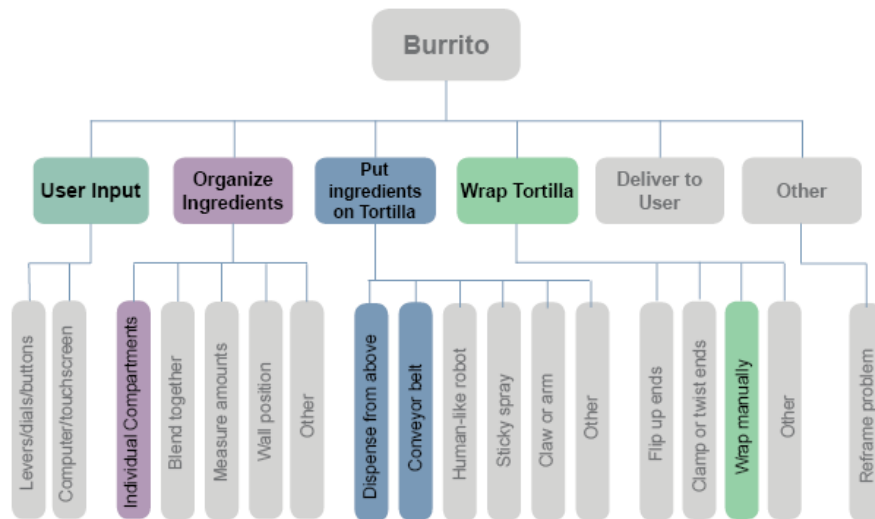 Burrito
User Input
Organize
Ingredients
Put
ingredients
on Tortilla
Wrap Tortilla
Deliver to
User
Other
Levers/dials/buttons
Computer/touchscreen
Individual Compartments
Blend together
Measure amounts
Wall position
Other
Dispense from above
Conveyor belt
Human-like robot
Sticky spray
Claw or arm
Other
Flip up ends
Clamp or twist ends
Wrap manually
Other
Reframe problem